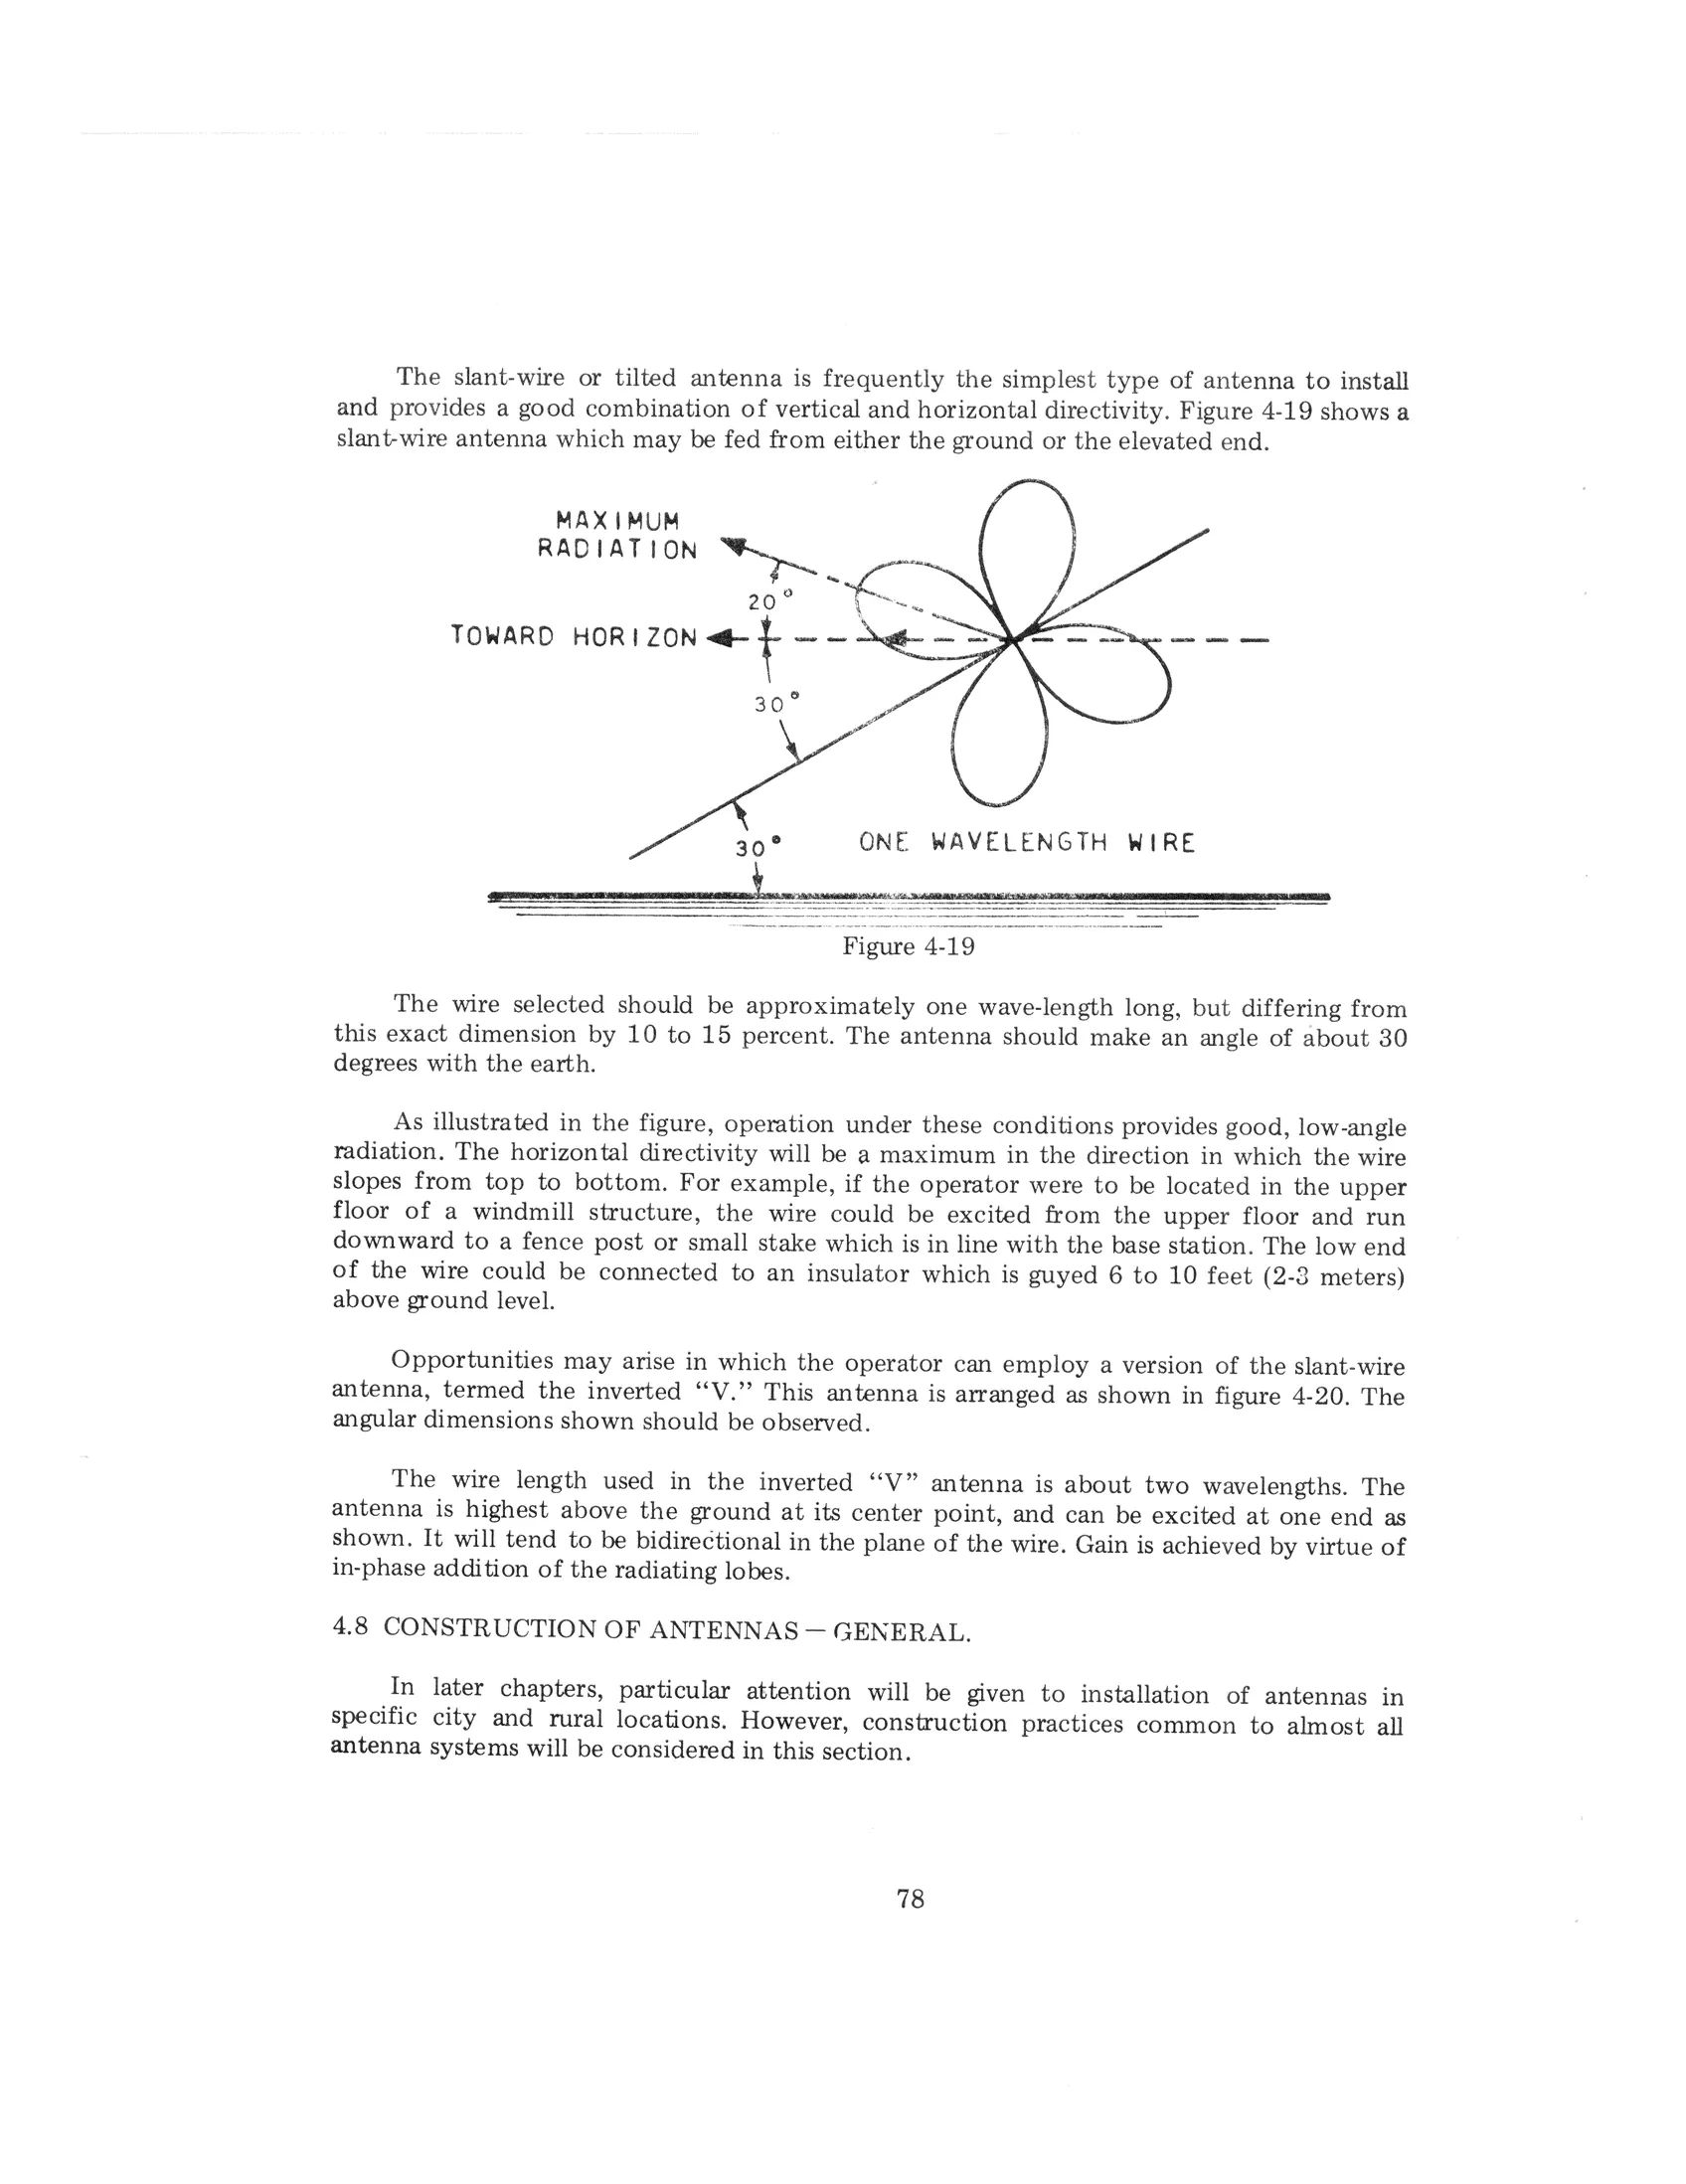 The slant-wire or tilted antenna is frequently the simplest type of antenna to install
and provides a good combination of vertical and horizontal directivity. Figure 4-19 shows a
slant-wire antenna which may be fed from either the ground or the elevated end.
MAXIMUM
RADIATION
20°
TOWARD HORIZON
30°
30°
ONE WAVELENGTH WIRE
Figure 4-19
The wire selected should be approximately one wave-length long, but differing from
this exact dimension by 10 to 15 percent. The antenna should make an angle of about 30
degrees with the earth.
As illustrated in the figure, operation under these conditions provides good, low-angle
radiation. The horizontal directivity will be a maximum in the direction in which the wire
slopes from top to bottom. For example, if the operator were to be located in the upper
floor of a windmill structure, the wire could be excited from the upper floor and run
downward to a fence post or small stake which is in line with the base station. The low end
of the wire could be connected to an insulator which is guyed 6 to 10 feet (2-3 meters)
above ground level.
Opportunities may arise in which the operator can employ a version of the slant-wire
antenna, termed the inverted “V.” This antenna is arranged as shown in figure 4-20. The
angular dimensions shown should be observed.
The wire length used in the inverted “V” antenna is about two wavelengths. The
antenna is highest above the ground at its center point, and can be excited at one end as
shown. It will tend to be bidirectional in the plane of the wire. Gain is achieved by virtue of
in-phase addition of the radiating lobes.
4.8 CONSTRUCTION OF ANTENNAS — GENERAL.
In later chapters, particular attention will be given to installation of antennas in
specific city and rural locations. However, construction practices common to almost all
antenna systems will be considered in this section.
78